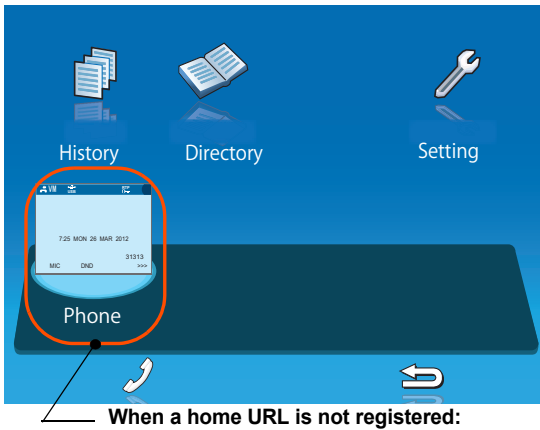 History Directory Setting
VM USB
7:25 MON 26 MAR 2012
31313
MIC DND >>>
Phone
When a home URL is not registered: